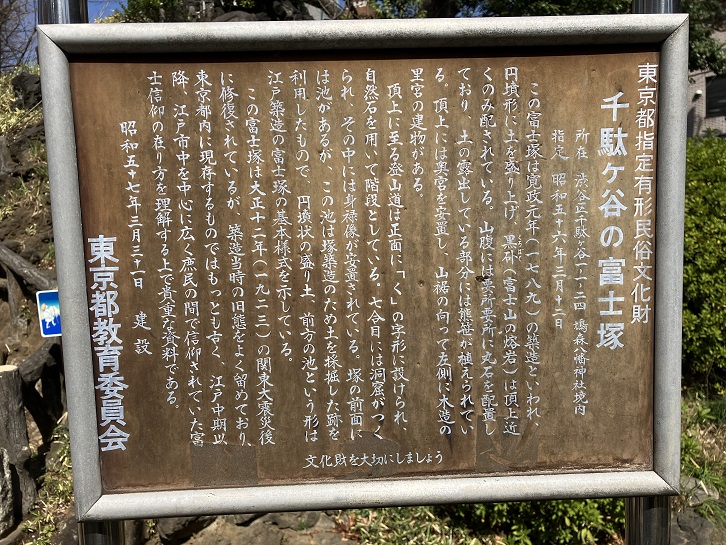 東京都指定有形民俗文化財
千駄ヶ谷の富士塚
所在 渋谷区千駄ヶ谷一ー一ー二四 鳩森八幡神社境内
指定 昭和五十六年三月十二日
この富士塚は寛政元年(一七八九)の築造といわれ、
円墳形に土を盛り上げ、黒ボク(富士山の熔岩)は頂上近
くのみ配されている。山腹には要所要所に丸石を配置し
ており、土の露出している部分には熊笹が植えられてい
る。頂上には奥宮を安置し、山裾の向って左側に木造の
里宮の建物がある。
頂上に至る登山道は正面に「く」の字形に設けられ、
自然石を用いて階段としている。七合目には洞窟がつく
られ、その中には身禄像が安置されている。塚の前面に
は池があるが、この池は塚築造のため土を採掘した跡を
利用したもので、円墳状の盛り土、前方の池という形は
江戸築造の富士塚の基本様式を示している。
この富士塚は大正十二年(一九二三)の関東大震災後
に修復されているが、築造当時の旧態をよく留めており、
東京都内に現存するものではもっとも古く、江戸中期以
降、江戸市中を中心に広く庶民の間で信仰されていた富
士信仰の在り方を理解する上で貴重な資料である。
昭和五十七年三月三十一日 建設
東京都教育委員会
文化財を大切にしましょう